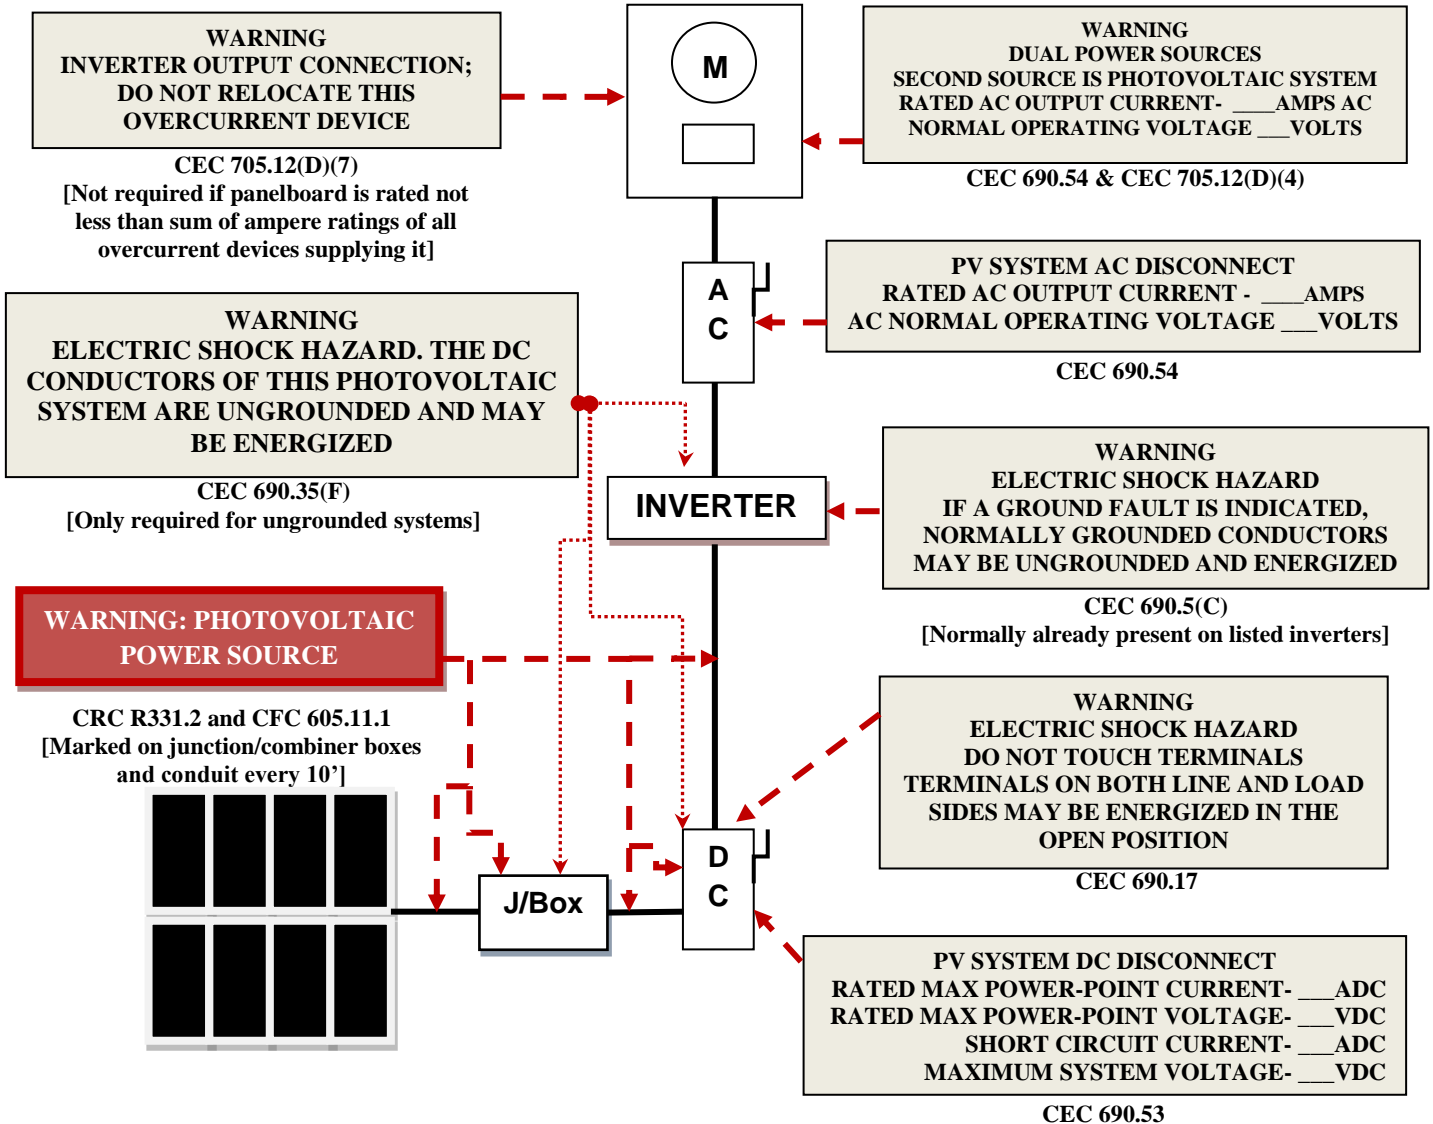 WARNING
INVERTER OUTPUT CONNECTION;
DO NOT RELOCATE THIS
OVERCURRENT DEVICE
CEC 705.12(D)(7)
[Not required if panelboard is rated not
less than sum of ampere ratings of all
overcurrent devices supplying it]
M
WARNING
DUAL POWER SOURCES
SECOND SOURCE IS PHOTOVOLTAIC SYSTEM
RATED AC OUTPUT CURRENT- ____AMPS AC
NORMAL OPERATING VOLTAGE ___VOLTS
CEC 690.54 & CEC 705.12(D)(4)
A
C
PV SYSTEM AC DISCONNECT
RATED AC OUTPUT CURRENT - ____AMPS
AC NORMAL OPERATING VOLTAGE ___VOLTS
CEC 690.54
WARNING
ELECTRIC SHOCK HAZARD. THE DC
CONDUCTORS OF THIS PHOTOVOLTAIC
SYSTEM ARE UNGROUNDED AND MAY
BE ENERGIZED
CEC 690.35(F)
[Only required for ungrounded systems]
INVERTER
WARNING
ELECTRIC SHOCK HAZARD
IF A GROUND FAULT IS INDICATED,
NORMALLY GROUNDED CONDUCTORS
MAY BE UNGROUNDED AND ENERGIZED
CEC 690.5(C)
[Normally already present on listed inverters]
WARNING: PHOTOVOLTAIC
POWER SOURCE
CRC R331.2 and CFC 605.11.1
[Marked on junction/combiner boxes
and conduit every 10’]
WARNING
ELECTRIC SHOCK HAZARD
DO NOT TOUCH TERMINALS
TERMINALS ON BOTH LINE AND LOAD
SIDES MAY BE ENERGIZED IN THE
OPEN POSITION
CEC 690.17
J/Box
D
C
PV SYSTEM DC DISCONNECT
RATED MAX POWER-POINT CURRENT- ___ADC
RATED MAX POWER-POINT VOLTAGE- ___VDC
SHORT CIRCUIT CURRENT- ___ADC
MAXIMUM SYSTEM VOLTAGE- ___VDC
CEC 690.53